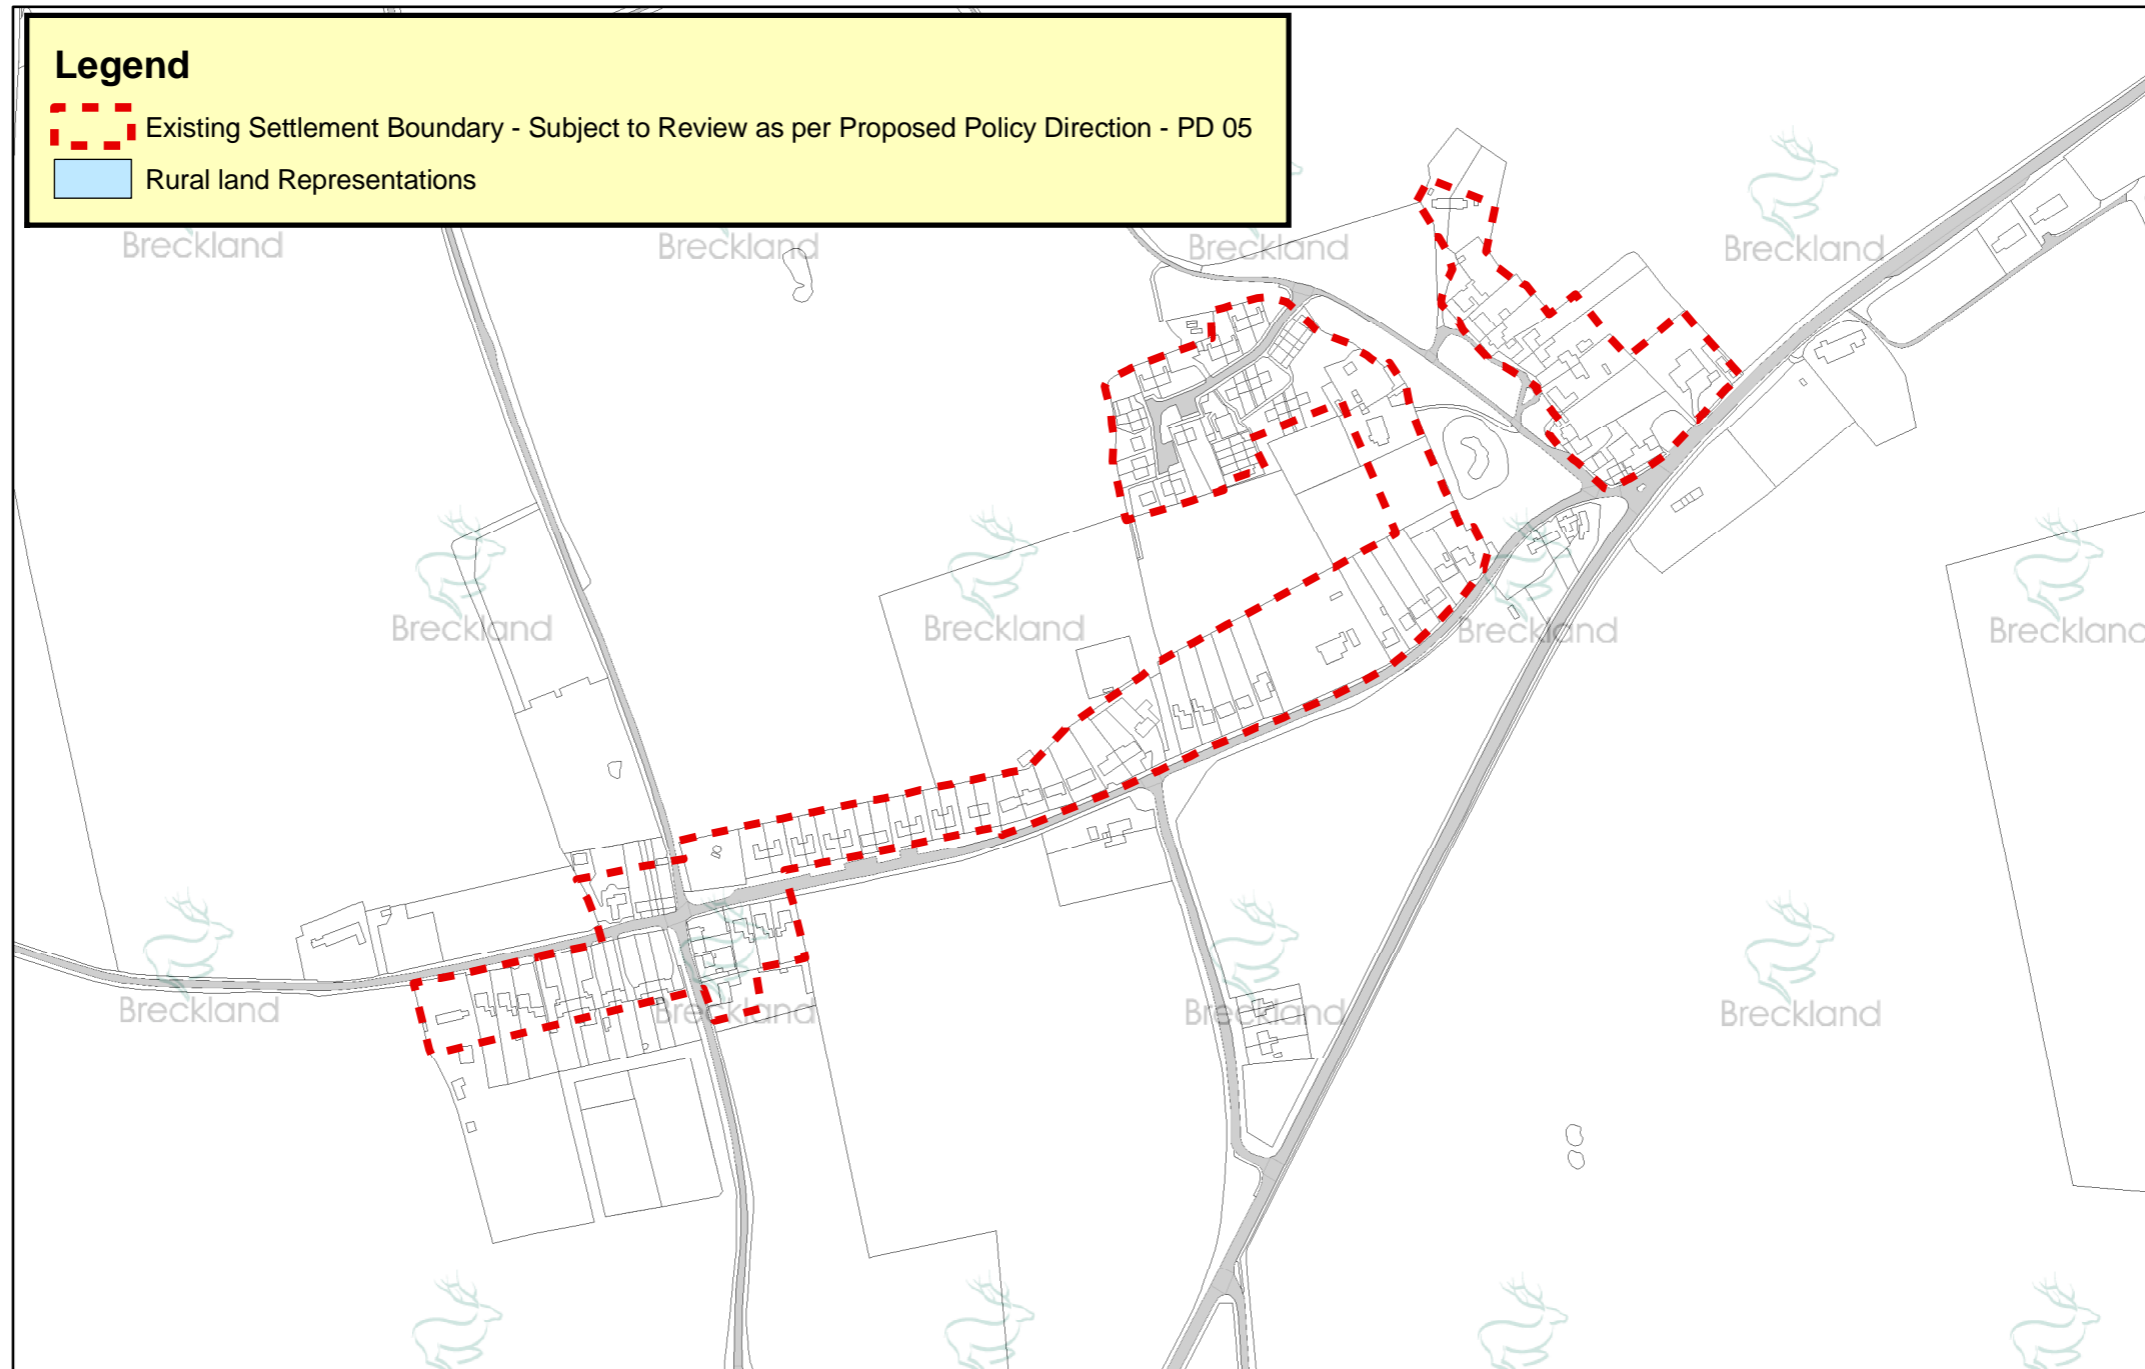 Legend
Existing Settlement Boundary - Subject to Review as per Proposed Policy Direction - PD 05
Rural land Representations
Breckland
Breckland
Breckland
Breckland
Breckland
Breckland
Breckland
Breckland
Breckland
Breckland
Breckland
Breckland